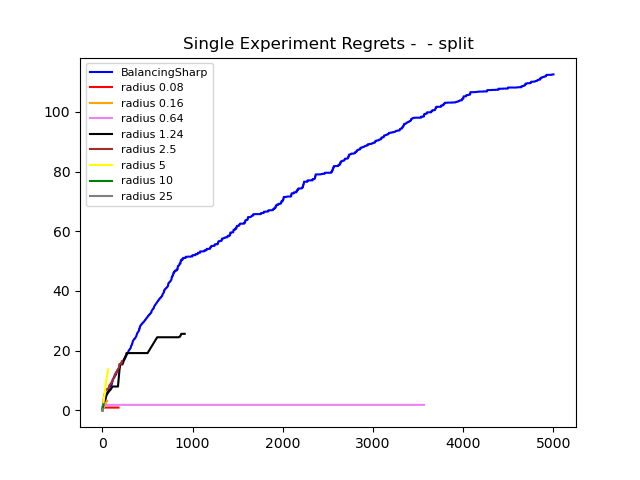 Single Experiment Regrets -  - split
BalancingSharp
radius 0.08
radius 0.16
radius 0.64
radius 1.24
radius 2.5
radius 5
radius 10
radius 25
100
80
60
40
20
0
0 1000 2000 3000 4000 5000